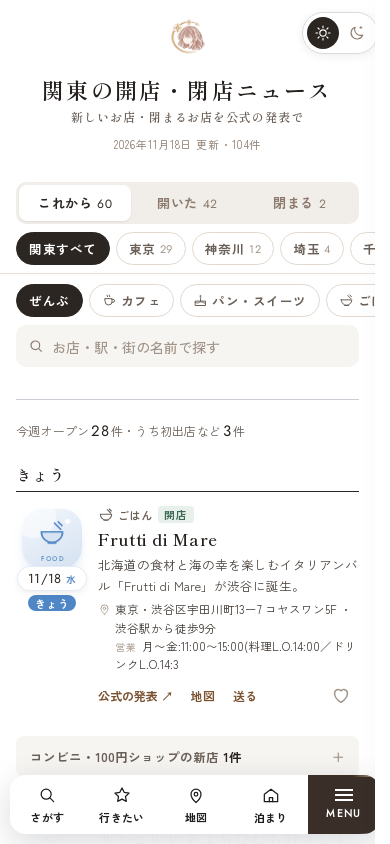 関東の開店・閉店ニュース
新しいお店・閉まるお店を公式の発表で
2026年11月18日 更新・104件
これから 60 開いた 42 閉まる 2
関東すべて 東京 29 神奈川 12 埼玉 4 千
ぜんぶ カフェ パン・スイーツ ごは
お店・駅・街の名前で探す
今週オープン28件・うち初出店など3件
きょう
ごはん 開店
FOOD
11/18 水
きょう
Frutti di Mare
北海道の食材と海の幸を楽しむイタリアンバ
ル「Frutti di Mare」が渋谷に誕生。
東京・渋谷区宇田川町13ー7 コヤスワン5F ・
渋谷駅から徒歩9分
営業 月〜金:11:00〜15:00(料理L.O.14:00／ドリ
ンクL.O.14:3
公式の発表 ↗ 地図 送る
コンビニ・100円ショップの新店 1件 +
さがす 行きたい 地図 泊まり MENU